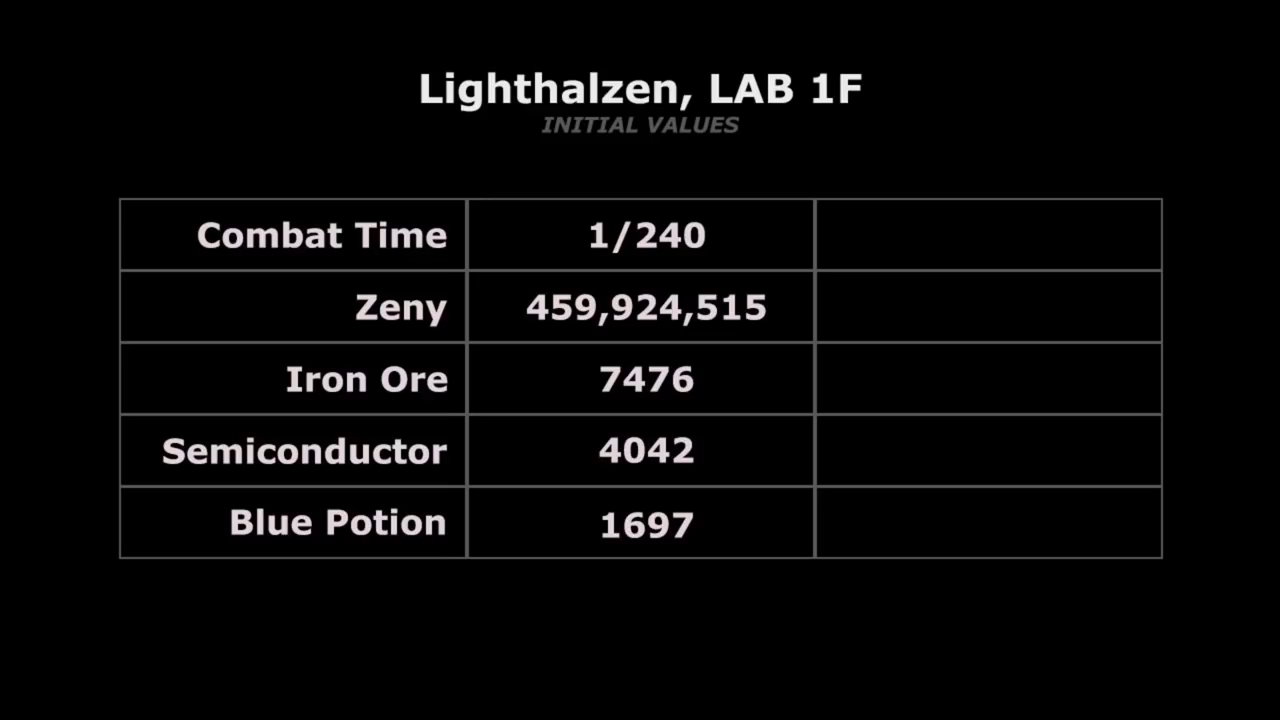 Lighthalzen, LAB 1F
INITIAL VALUES
Combat Time 1/240
Zeny 459,924,515
Iron Ore 7476
Semiconductor 4042
Blue Potion 1697